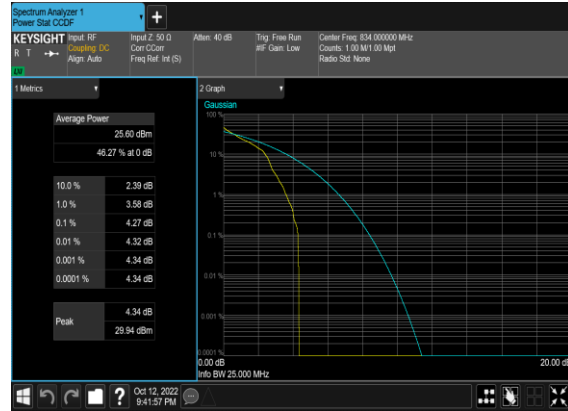 Spectrum Analyzer 1
Power Stat CCDF
KEYSIGHT
R T
Input: RF
Coupling: DC
Align: Auto
Input Z: 50 Ω
Corr CCorr
Freq Ref: Int (S)
Atten: 40 dB
Trig: Free Run
#IF Gain: Low
Center Freq: 834.000000 MHz
Counts: 1.00 M/1.00 Mpt
Radio Std: None
1 Metrics
Average Power
25.60 dBm
46.27 % at 0 dB
10.0 % 2.39 dB
1.0 % 3.58 dB
0.1 % 4.27 dB
0.01 % 4.32 dB
0.001 % 4.34 dB
0.0001 % 4.34 dB
Peak
4.34 dB
29.94 dBm
2 Graph
Gaussian
100 %
10 %
1 %
0.1 %
0.01 %
0.001 %
0.0001 %
0.00 dB 20.00 dB
Info BW 25.000 MHz
?
Oct 12, 2022
9:41:57 PM